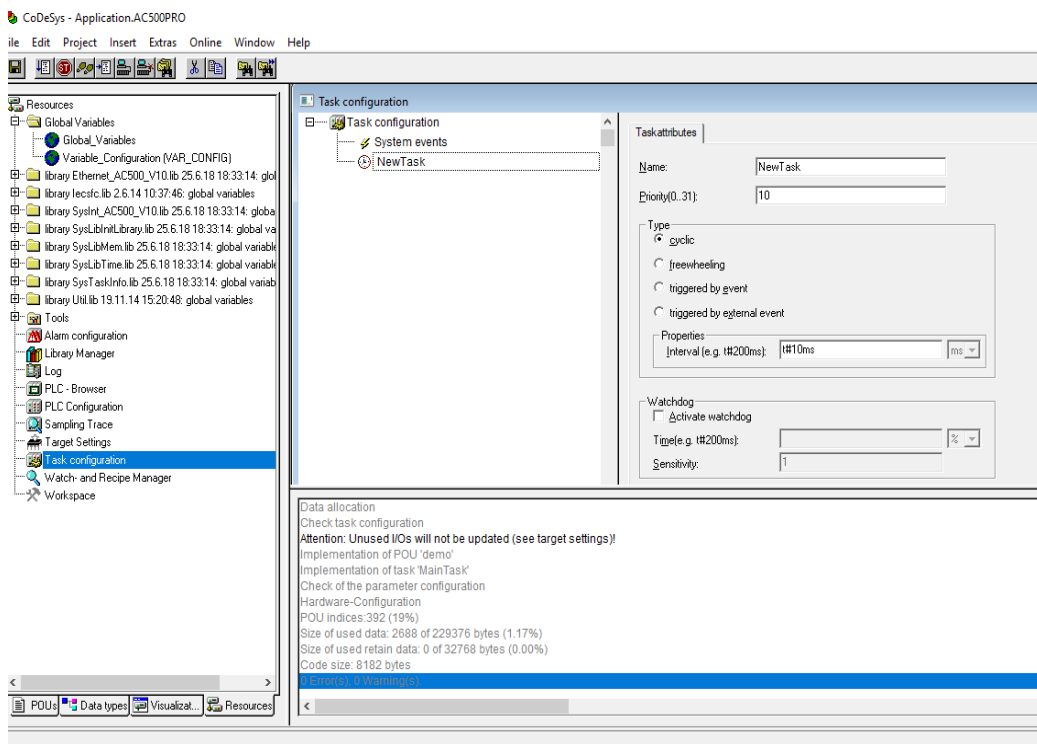 CoDeSys - Application.AC500PRO
ile Edit Project Insert Extras Online Window Help
Resources
Global Variables
Global_Variables
Variable_Configuration (VAR_CONFIG)
library Ethernet_AC500_V10.lib 25.6.18 18:33:14: glol
library Iecsfc.lib 2.6.14 10:37:46: global variables
library SysInt_AC500_V10.lib 25.6.18 18:33:14: globa
library SysLibInitLibrary.lib 25.6.18 18:33:14: global va
library SysLibMem.lib 25.6.18 18:33:14: global variable
library SysLibTime.lib 25.6.18 18:33:14: global variable
library SysTaskInfo.lib 25.6.18 18:33:14: global variab
library Util.lib 19.11.14 15:20:48: global variables
Tools
Alarm configuration
Library Manager
Log
PLC - Browser
PLC Configuration
Sampling Trace
Target Settings
Task configuration
Watch- and Recipe Manager
Workspace
POUs Data types Visualizat... Resources
Task configuration
Task configuration
System events
NewTask
Taskattributes
Name: NewTask
Priority(0..31): 10
Type
cyclic
freewheeling
triggered by event
triggered by external event
Properties
Interval (e.g. t#200ms): t#10ms ms
Watchdog
Activate watchdog
Time(e.g. t#200ms): %
Sensitivity: 1
Data allocation
Check task configuration
Attention: Unused I/Os will not be updated (see target settings)!
Implementation of POU 'demo'
Implementation of task 'MainTask'
Check of the parameter configuration
Hardware-Configuration
POU indices:392 (19%)
Size of used data: 2688 of 229376 bytes (1.17%)
Size of used retain data: 0 of 32768 bytes (0.00%)
Code size: 8182 bytes
0 Error(s), 0 Warning(s).